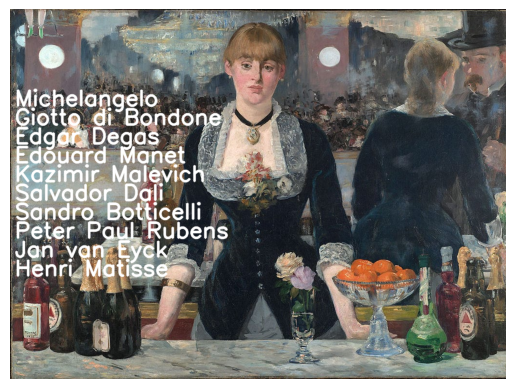 Michelangelo
Giotto di Bondone
Edgar Degas
Edouard Manet
Kazimir Malevich
Salvador Dali
Sandro Botticelli
Peter Paul Rubens
Jan van Eyck
Henri Matisse